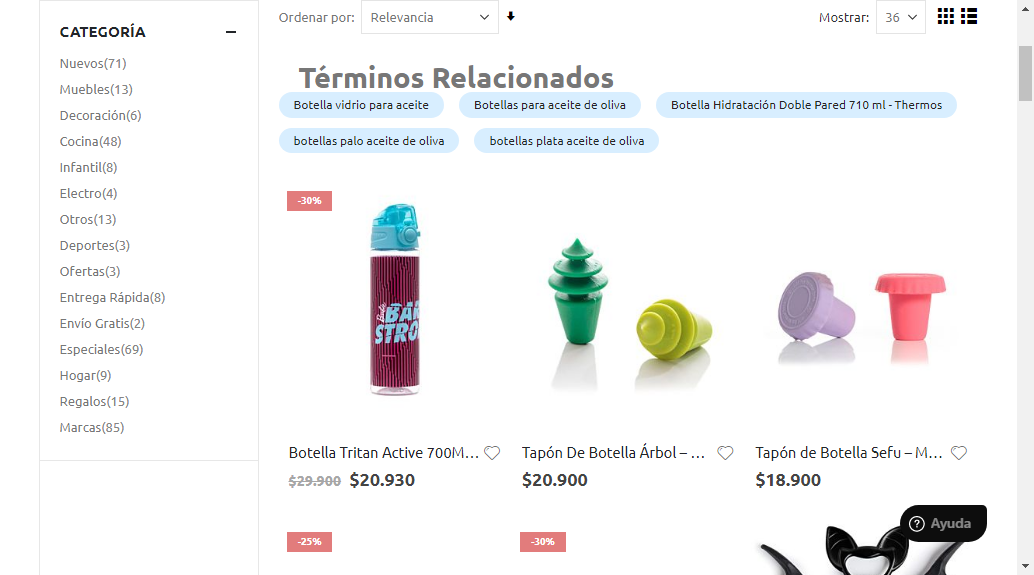 Ordenar por: Relevancia
Mostrar: 36
CATEGORÍA
Nuevos(71)
Muebles(13)
Decoración(6)
Cocina(48)
Infantil(8)
Electro(4)
Otros(13)
Deportes(3)
Ofertas(3)
Entrega Rápida(8)
Envío Gratis(2)
Especiales(69)
Hogar(9)
Regalos(15)
Marcas(85)
Términos Relacionados
Botella vidrio para aceite
Botellas para aceite de oliva
Botella Hidratación Doble Pared 710 ml - Thermos
botellas palo aceite de oliva
botellas plata aceite de oliva
-30%
BAR
STRO
Botella Tritan Active 700M...
$29.900 $20.930
Tapón De Botella Árbol – ...
$20.900
Tapón de Botella Sefu – M...
$18.900
-25%
-30%
Ayuda